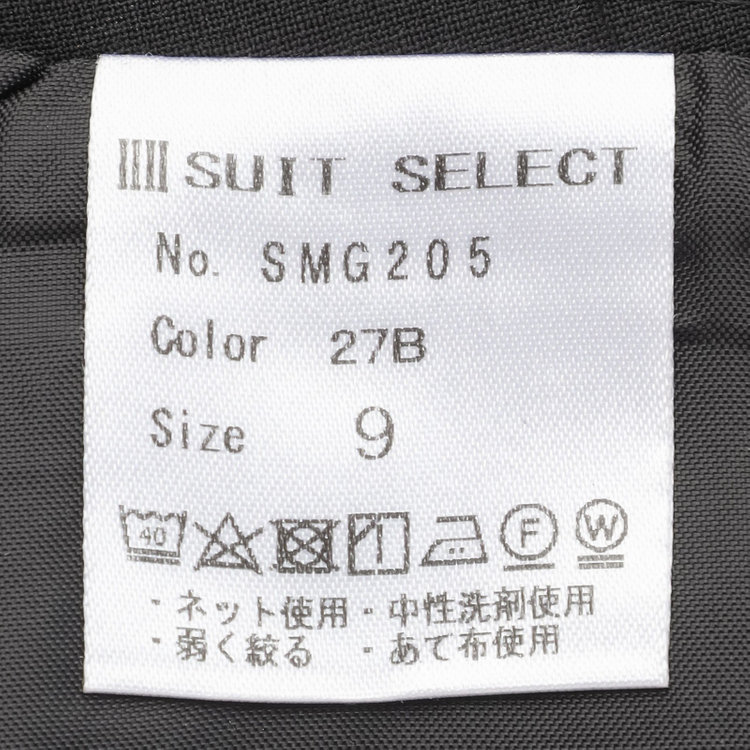 SUIT SELECT
No. SMG205
Color 27B
Size 9
40 F W
・ネット使用・中性洗剤使用
・弱く絞る ・あて布使用